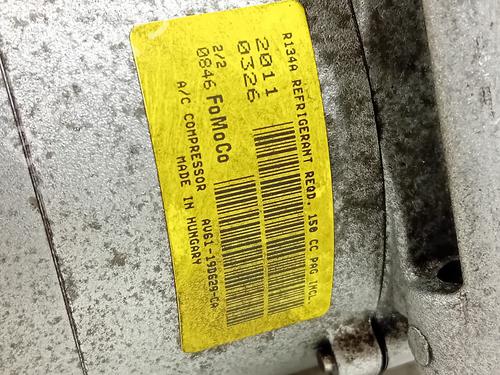 R134A REFRIGERANT REQD. 150 CC PAG INCL.
2011
0326
2/2
0846 FoMoCo
A/C COMPRESSOR AV61-19D629-CA
MADE IN HUNGARY